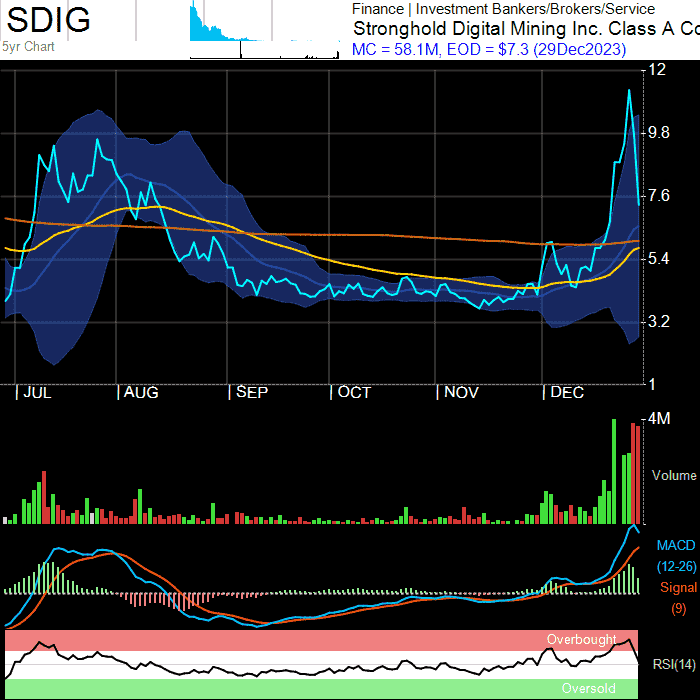 SDIG
5yr Chart
Finance | Investment Bankers/Brokers/Service
Stronghold Digital Mining Inc. Class A Co
MC = 58.1M, EOD = $7.3 (29Dec2023)
12
9.8
7.6
5.4
3.2
1
| JUL | AUG | SEP | OCT | NOV | DEC
4M
Volume
MACD
(12-26)
Signal
(9)
Overbought
RSI(14)
Oversold